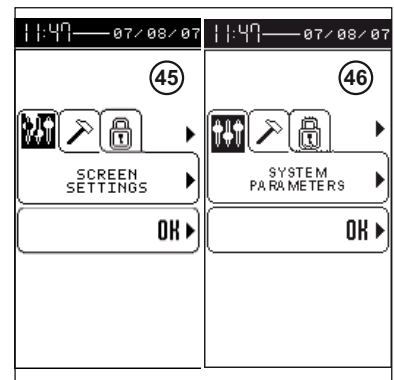 11:47 07/08/07
45
SCREEN
SETTINGS
OK
11:47 07/08/07
46
SYSTEM
PARAMETERS
OK